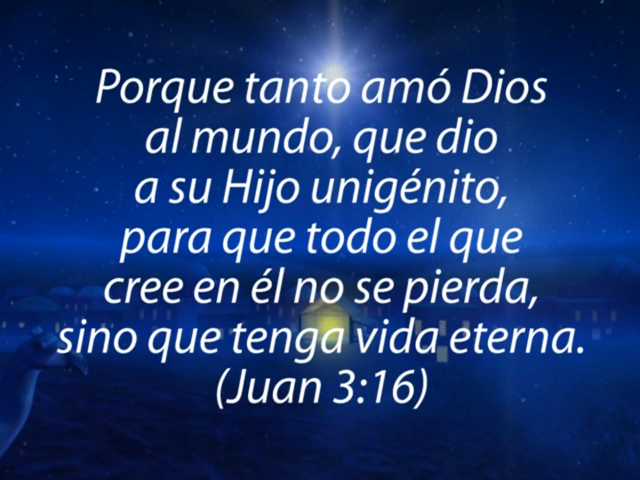 Porque tanto amó Dios
al mundo, que dio
a su Hijo unigénito,
para que todo el que
cree en él no se pierda,
sino que tenga vida eterna.
(Juan 3:16)